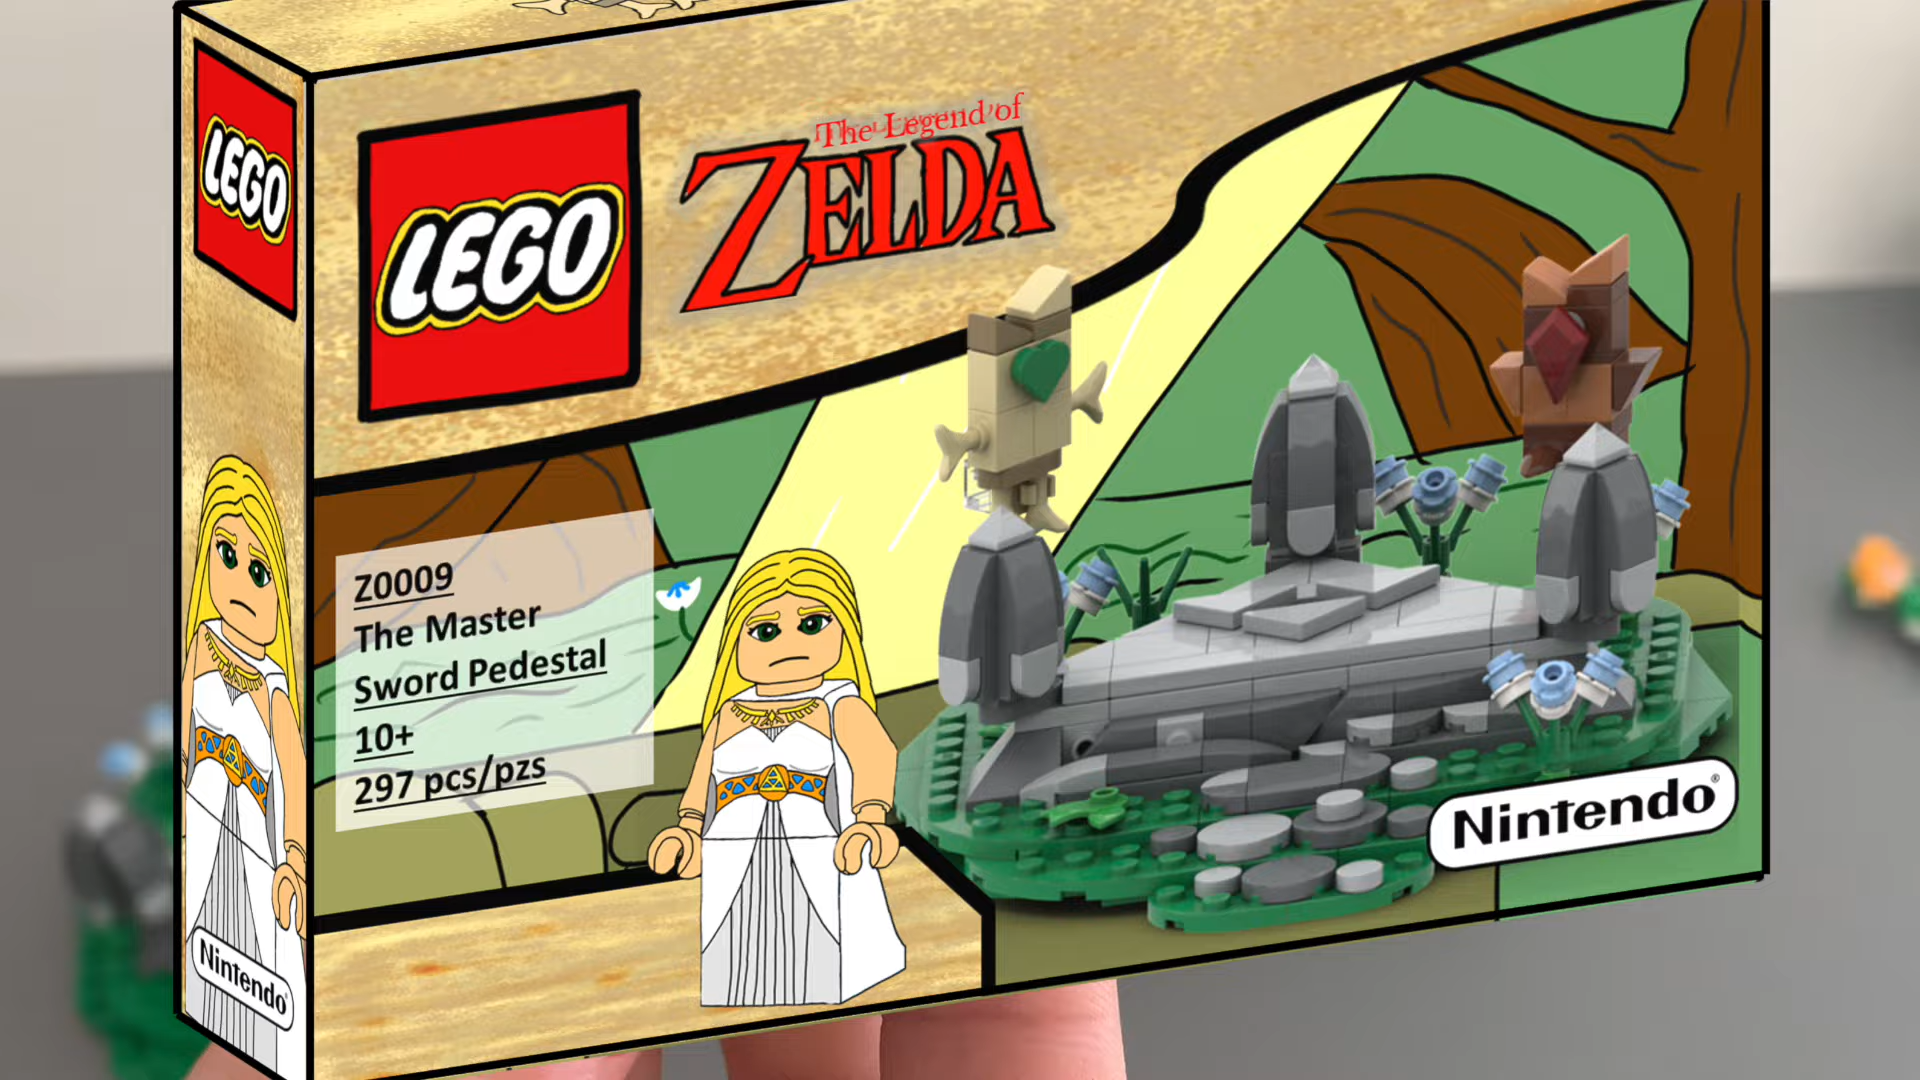 LEGO
LEGO
The Legend of
ZELDA
Z0009
The Master
Sword Pedestal
10+
297 pcs/pzs
Nintendo®
Nintendo®